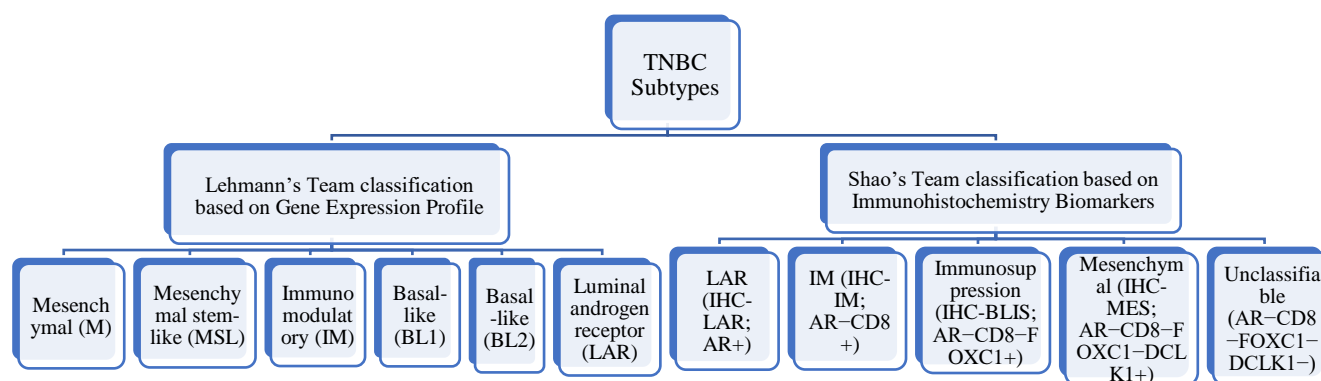 TNBC
Subtypes
Lehmann’s Team classification
based on Gene Expression Profile
Shao’s Team classification based on
Immunohistochemistry Biomarkers
Mesench
ymal (M)
Mesenchy
mal stem-
like (MSL)
Immuno
modulat
ory (IM)
Basal-
like
(BL1)
Basal
-like
(BL2)
Luminal
androgen
receptor
(LAR)
LAR
(IHC-
LAR;
AR+)
IM (IHC-
IM;
AR−CD8
+)
Immunosup
pression
(IHC-BLIS;
AR−CD8−F
OXC1+)
Mesenchym
al (IHC-
MES;
AR−CD8−F
OXC1−DCL
K1+)
Unclassifia
ble
(AR−CD8
−FOXC1−
DCLK1−)